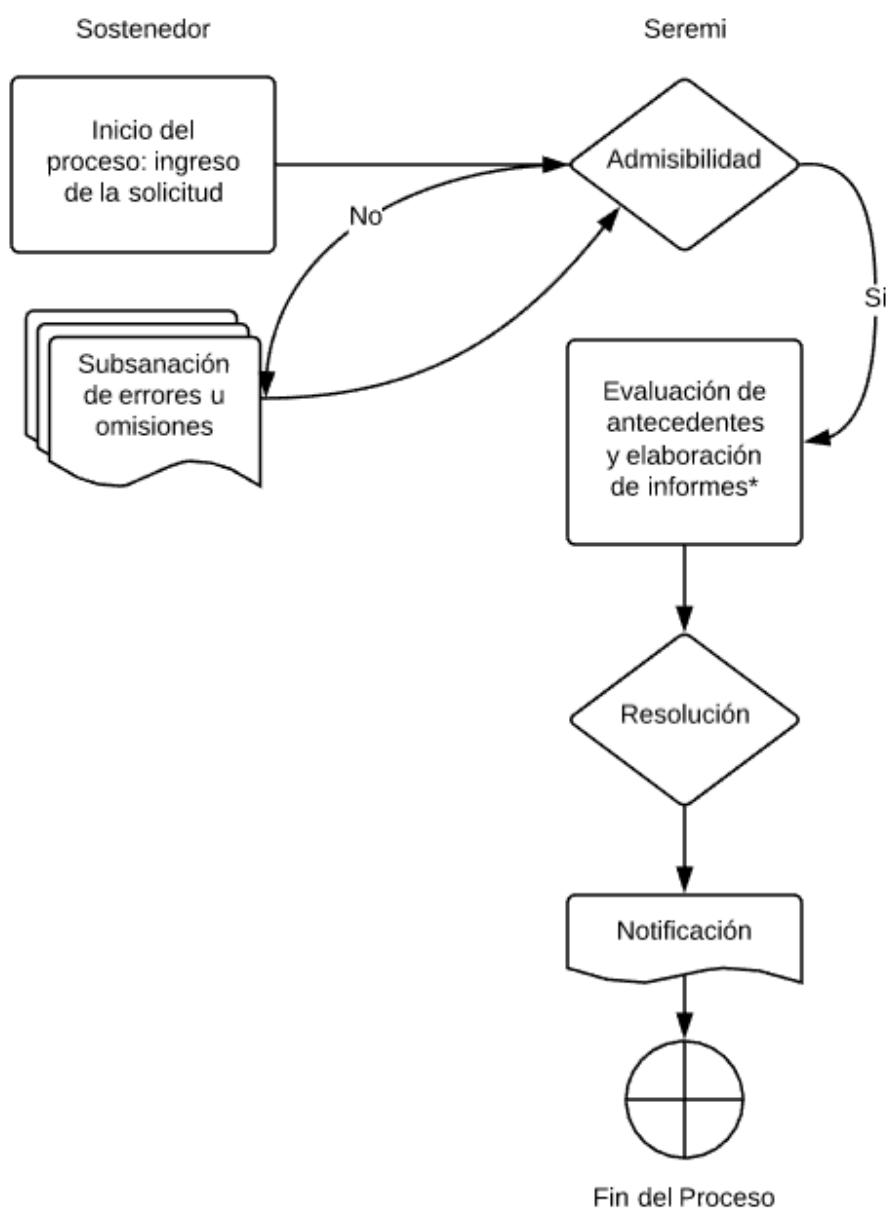 Sostenedor
Seremi
Inicio del
proceso: ingreso
de la solicitud
Admisibilidad
No
Si
Subsanación
de errores u
omisiones
Evaluación de
antecedentes
y elaboración
de informes*
Resolución
Notificación
Fin del Proceso